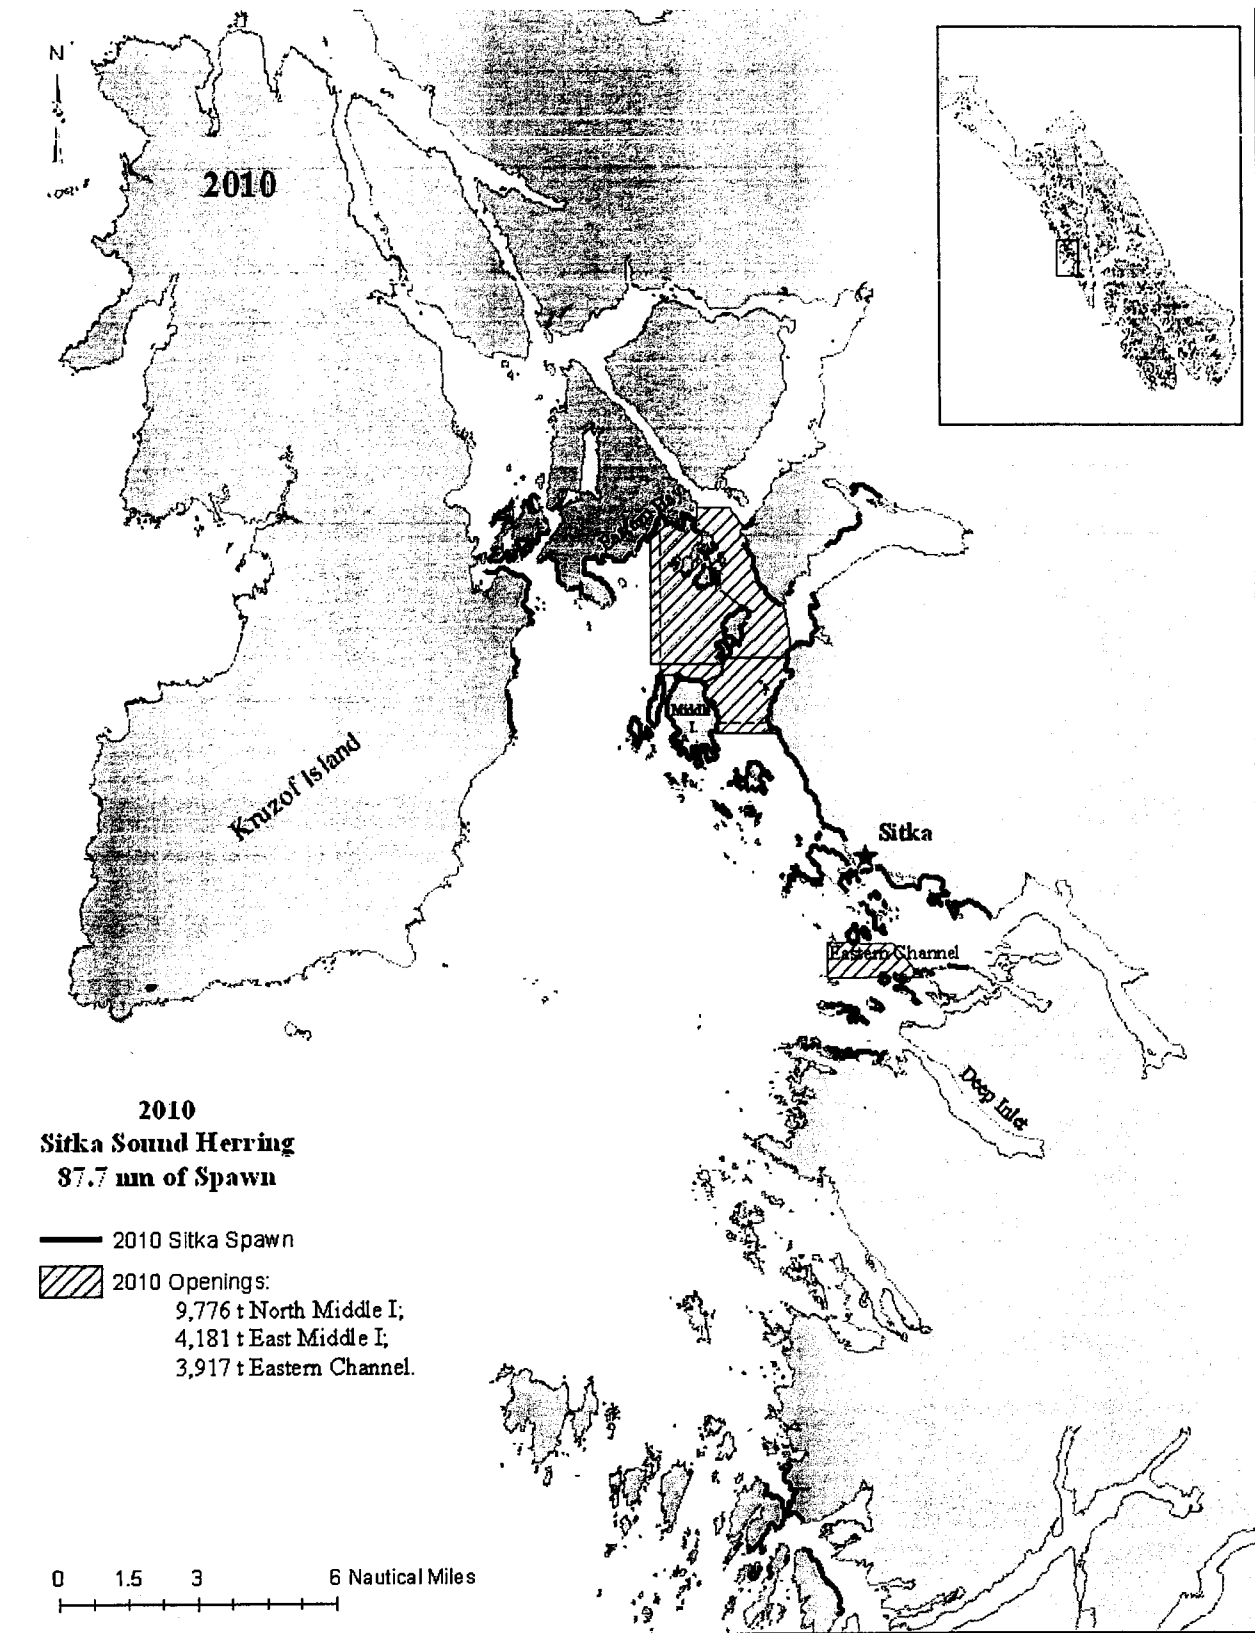 N
2010
Kruzof Island
Middle
I.
Sitka
Eastern Channel
Deep Inlet
2010
Sitka Sound Herring
87.7 nm of Spawn
2010 Sitka Spawn
2010 Openings:
9,776 t North Middle I;
4,181 t East Middle I;
3,917 t Eastern Channel.
0 1.5 3 6 Nautical Miles